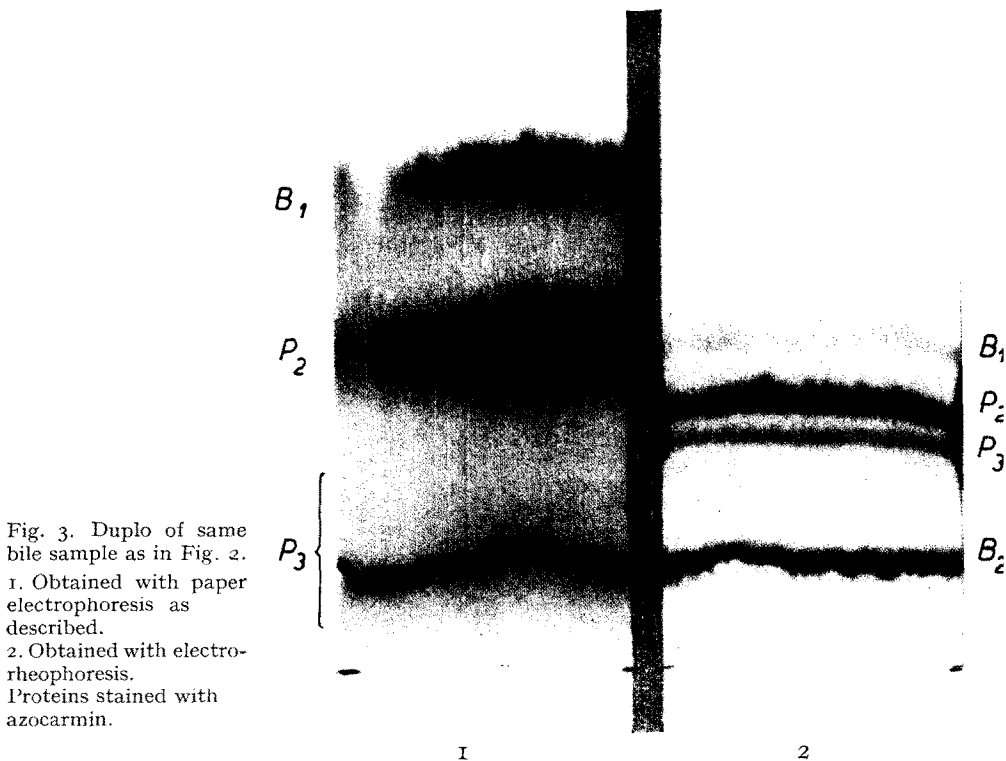 B₁
P₂
P₃
B₁
P₂
P₃
B₂
Fig. 3. Duplo of same
bile sample as in Fig. 2.
1. Obtained with paper
electrophoresis as
described.
2. Obtained with electro-
rheophoresis.
Proteins stained with
azocarmin.
1 2